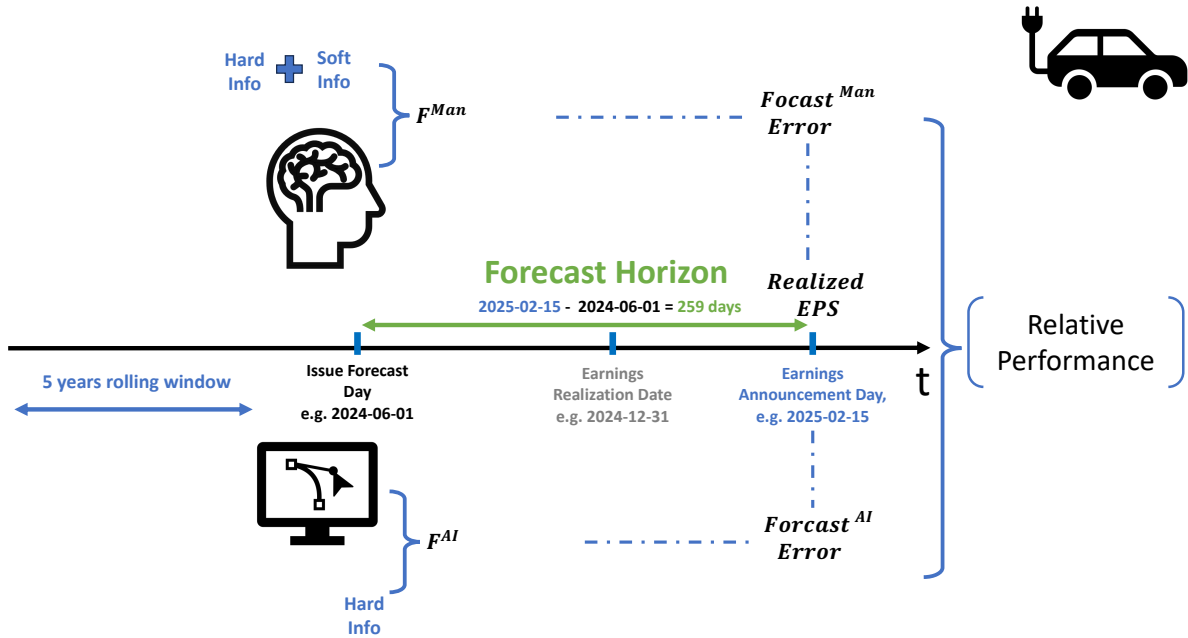 Hard
Info
Soft
Info
F^Man
Focast ^Man
Error
Forecast Horizon
2025-02-15 - 2024-06-01 = 259 days
Realized
EPS
Relative
Performance
5 years rolling window
Issue Forecast
Day
e.g. 2024-06-01
Earnings
Realization Date
e.g. 2024-12-31
Earnings
Announcement Day,
e.g. 2025-02-15
t
F^AI
Forcast ^AI
Error
Hard
Info